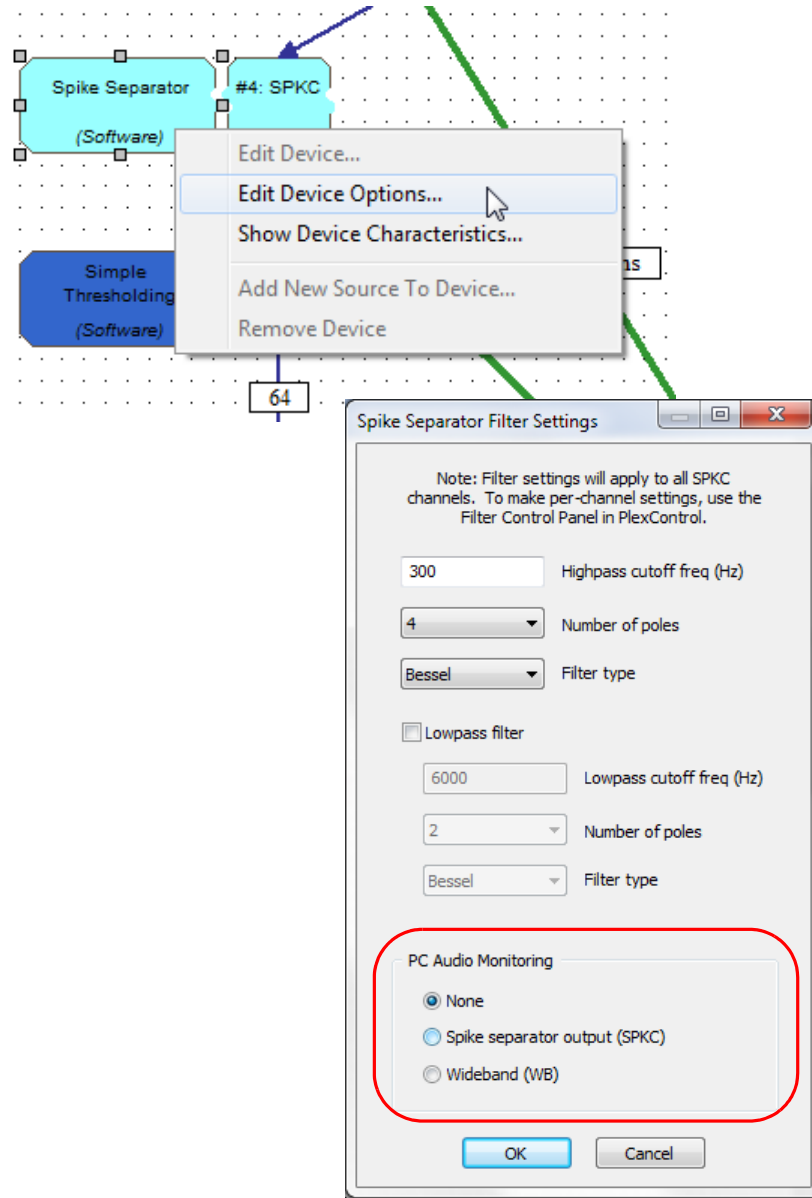 Spike Separator
(Software)
#4: SPKC
Edit Device...
Edit Device Options...
Show Device Characteristics...
Add New Source To Device...
Remove Device
Simple
Thresholding
(Software)
64
Spike Separator Filter Settings
Note: Filter settings will apply to all SPKC
channels. To make per-channel settings, use the
Filter Control Panel in PlexControl.
300 Highpass cutoff freq (Hz)
4 Number of poles
Bessel Filter type
Lowpass filter
6000 Lowpass cutoff freq (Hz)
2 Number of poles
Bessel Filter type
PC Audio Monitoring
None
Spike separator output (SPKC)
Wideband (WB)
OK Cancel